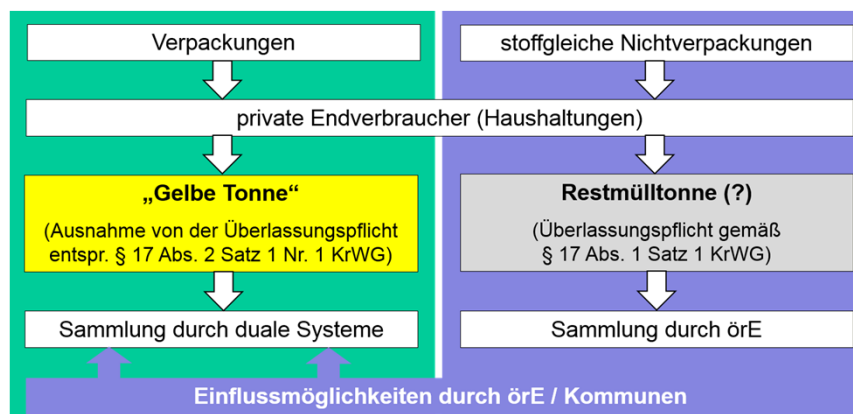 Verpackungen
stoffgleiche Nichtverpackungen
private Endverbraucher (Haushaltungen)
„Gelbe Tonne“
(Ausnahme von der Überlassungspflicht
entspr. § 17 Abs. 2 Satz 1 Nr. 1 KrWG)
Restmülltonne (?)
(Überlassungspflicht gemäß
§ 17 Abs. 1 Satz 1 KrWG)
Sammlung durch duale Systeme
Sammlung durch örE
Einflussmöglichkeiten durch örE / Kommunen